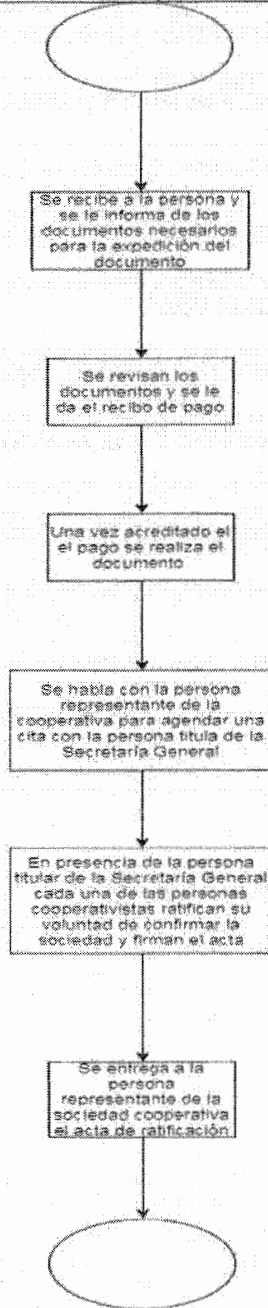 Se recibe a la persona y
se le informa de los
documentos necesarios
para la expedición del
documento
Se revisan los
documentos y se le
da el recibo de pago
Una vez acreditado el
el pago se realiza el
documento
Se habla con la persona
representante de la
cooperativa para agendar una
cita con la persona titula de la
Secretaría General
En presencia de la persona
titular de la Secretaría General
cada una de las personas
cooperativistas ratifican su
voluntad de confirmar la
sociedad y firman el acta
Se entrega a la
persona
representante de la
sociedad cooperativa
el acta de ratificación